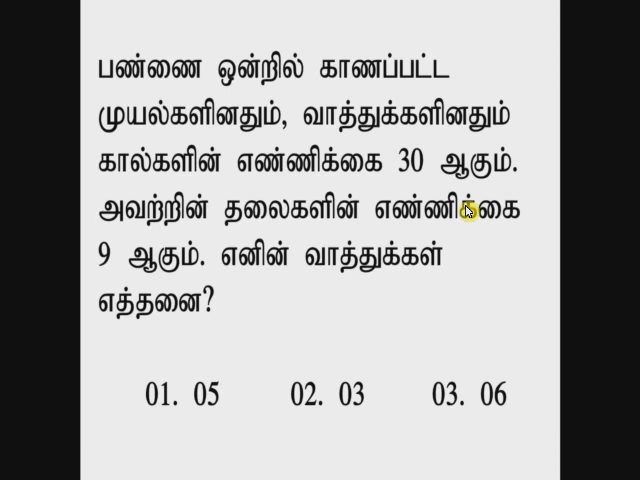 பண்ணை ஒன்றில் காணப்பட்ட
முயல்களினதும், வாத்துக்களினதும்
கால்களின் எண்ணிக்கை 30 ஆகும்.
அவற்றின் தலைகளின் எண்ணிக்கை
9 ஆகும். எனின் வாத்துக்கள்
எத்தனை?
01. 05 02. 03 03. 06